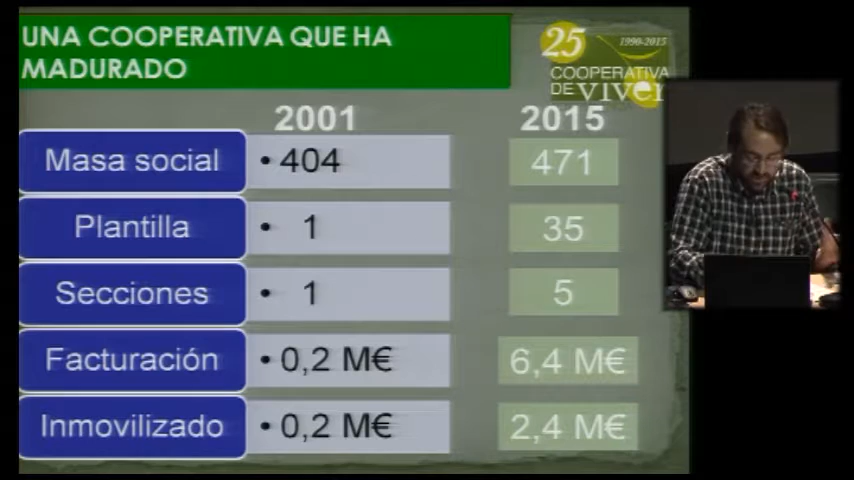 UNA COOPERATIVA QUE HA
MADURADO
25
1990-2015
COOPERATIVA
DE viver
2001 2015
Masa social • 404 471
Plantilla • 1 35
Secciones • 1 5
Facturación • 0,2 M€ 6,4 M€
Inmovilizado • 0,2 M€ 2,4 M€